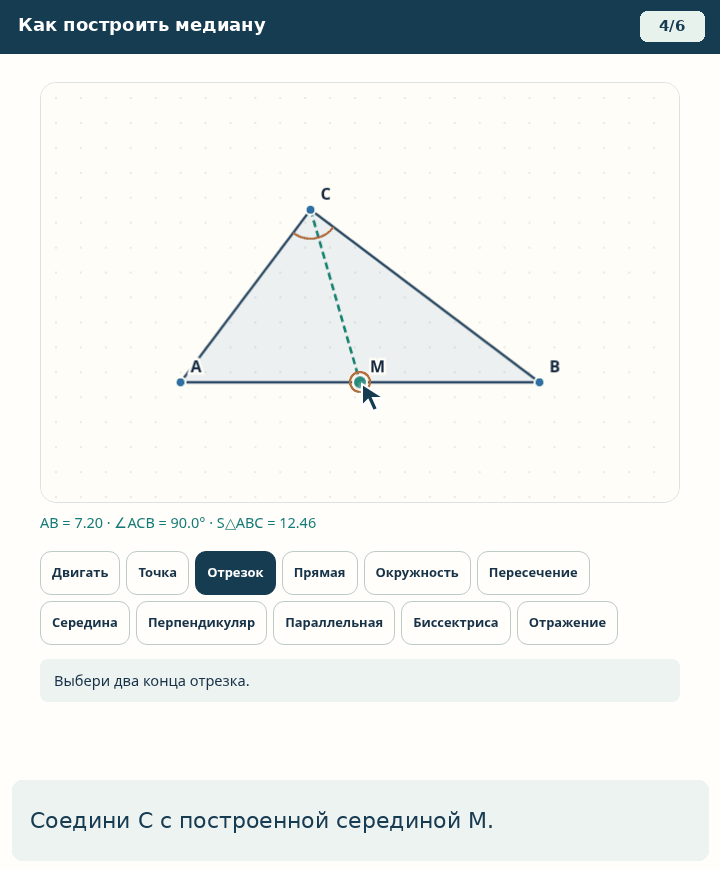 Как построить медиану
4/6
C
A
M
B
AB = 7.20 · ∠ACB = 90.0° · S△ABC = 12.46
Двигать Точка Отрезок Прямая Окружность Пересечение
Середина Перпендикуляр Параллельная Биссектриса Отражение
Выбери два конца отрезка.
Соедини C с построенной серединой M.